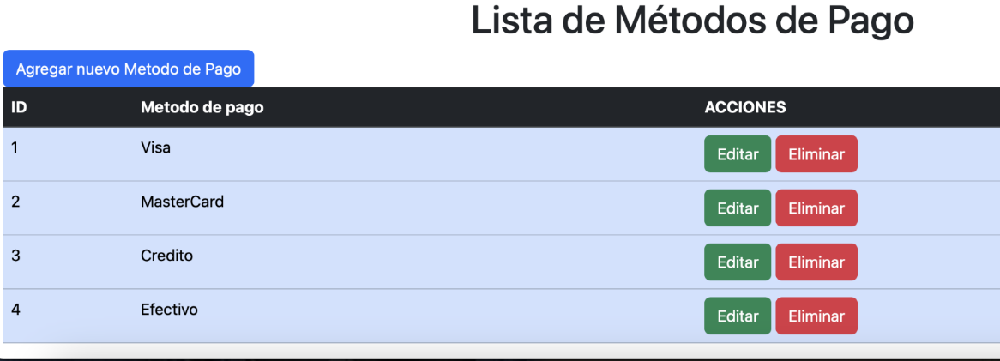 Lista de Métodos de Pago
Agregar nuevo Metodo de Pago
ID Metodo de pago ACCIONES
1 Visa Editar Eliminar
2 MasterCard Editar Eliminar
3 Credito Editar Eliminar
4 Efectivo Editar Eliminar